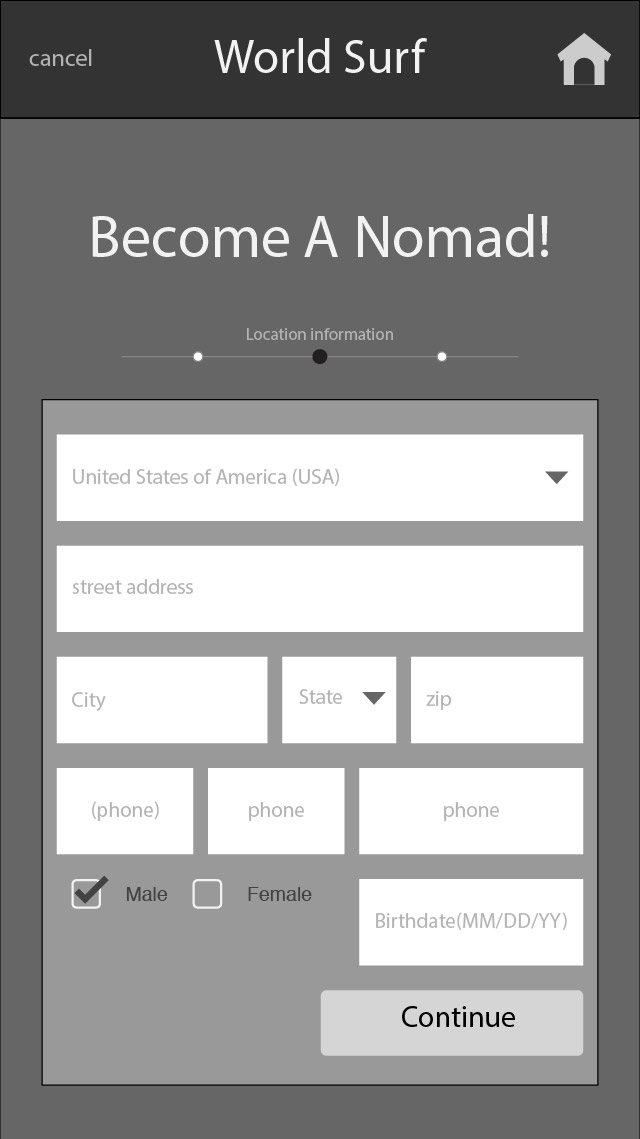 cancel
World Surf
Become A Nomad!
Location information
United States of America (USA)
street address
City
State
zip
(phone)
phone
phone
Male
Female
Birthdate(MM/DD/YY)
Continue